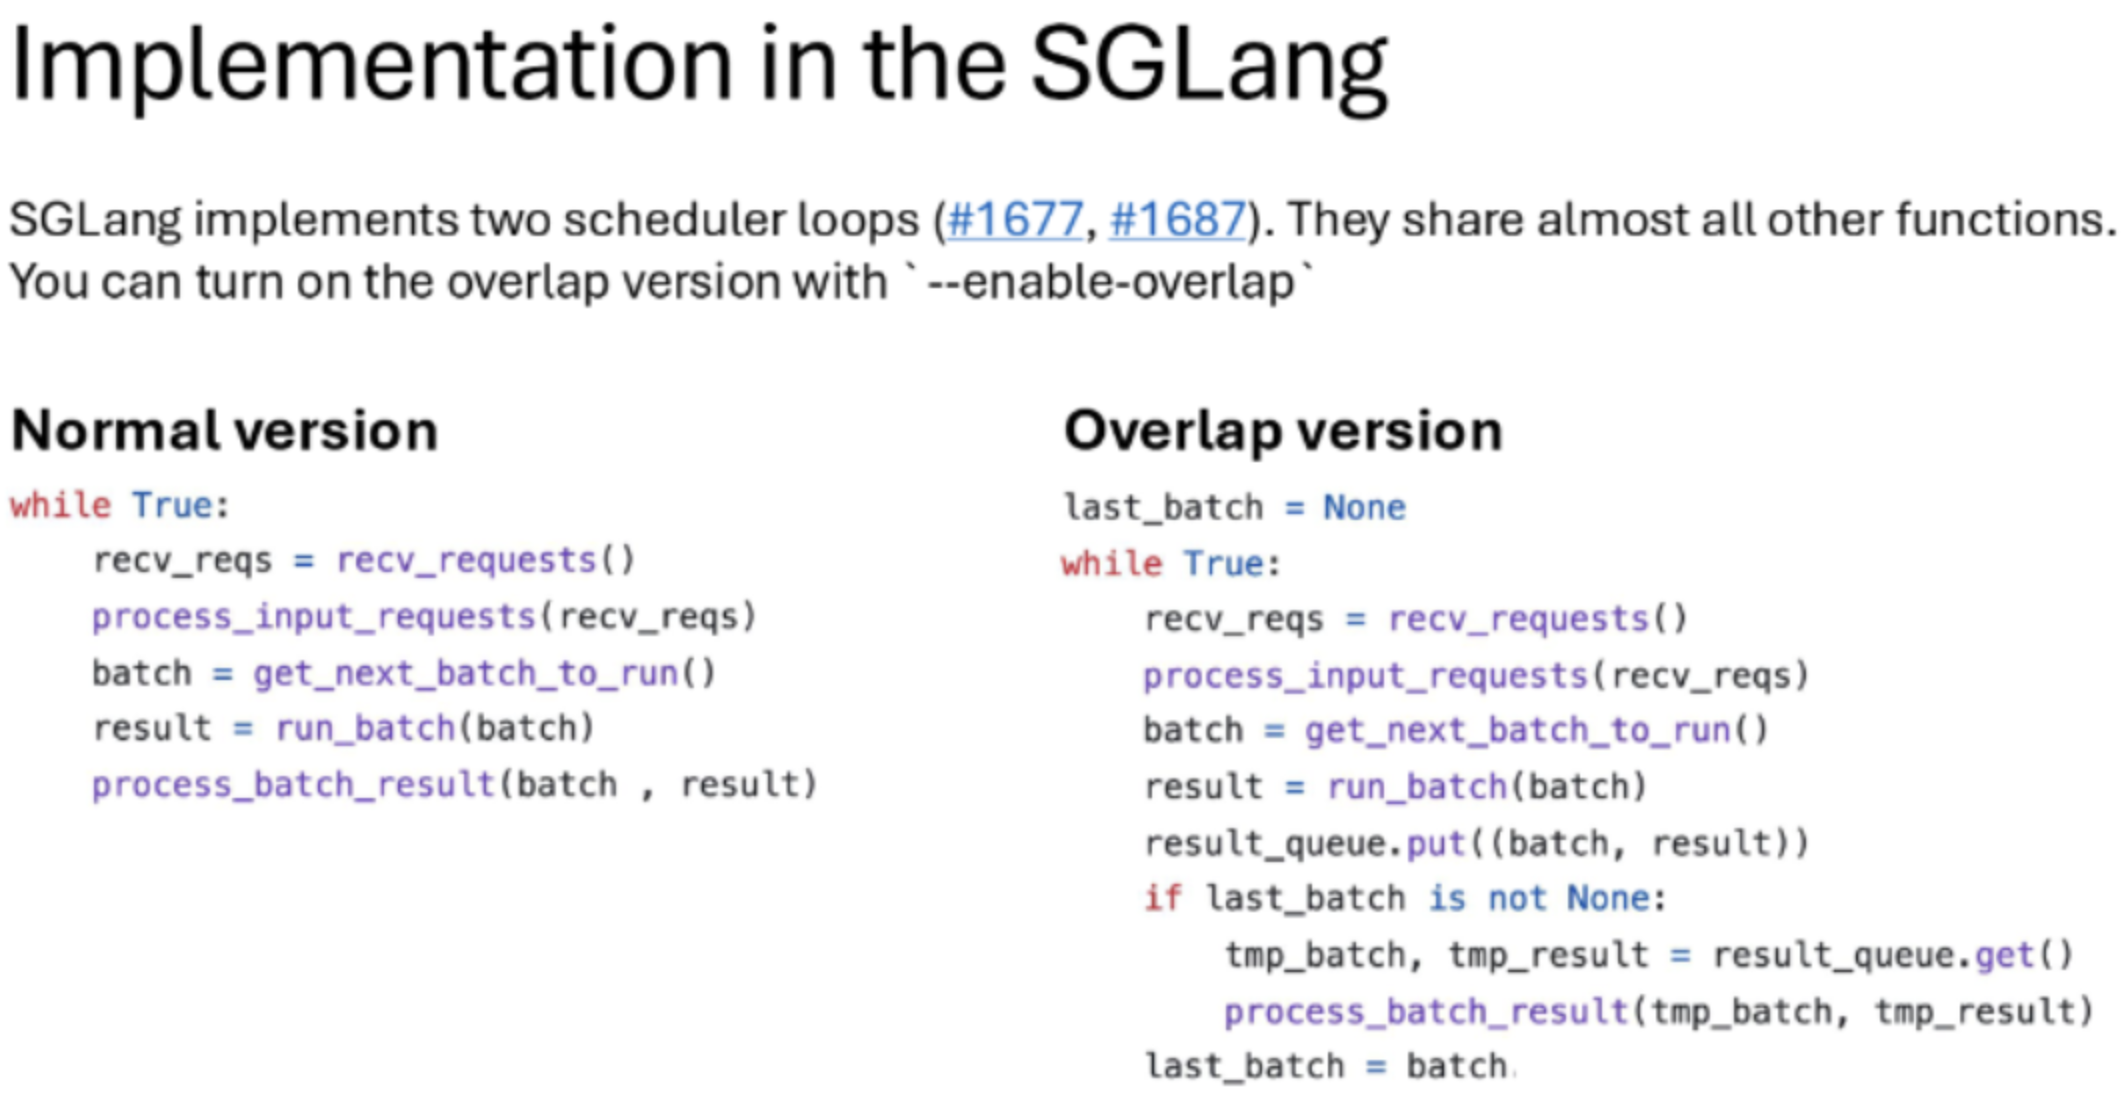 Implementation in the SGLang
SGLang implements two scheduler loops (#1677, #1687). They share almost all other functions.
You can turn on the overlap version with `--enable-overlap`
Normal version
while True:
    recv_reqs = recv_requests()
    process_input_requests(recv_reqs)
    batch = get_next_batch_to_run()
    result = run_batch(batch)
    process_batch_result(batch , result)
Overlap version
last_batch = None
while True:
    recv_reqs = recv_requests()
    process_input_requests(recv_reqs)
    batch = get_next_batch_to_run()
    result = run_batch(batch)
    result_queue.put((batch, result))
    if last_batch is not None:
        tmp_batch, tmp_result = result_queue.get()
        process_batch_result(tmp_batch, tmp_result)
    last_batch = batch